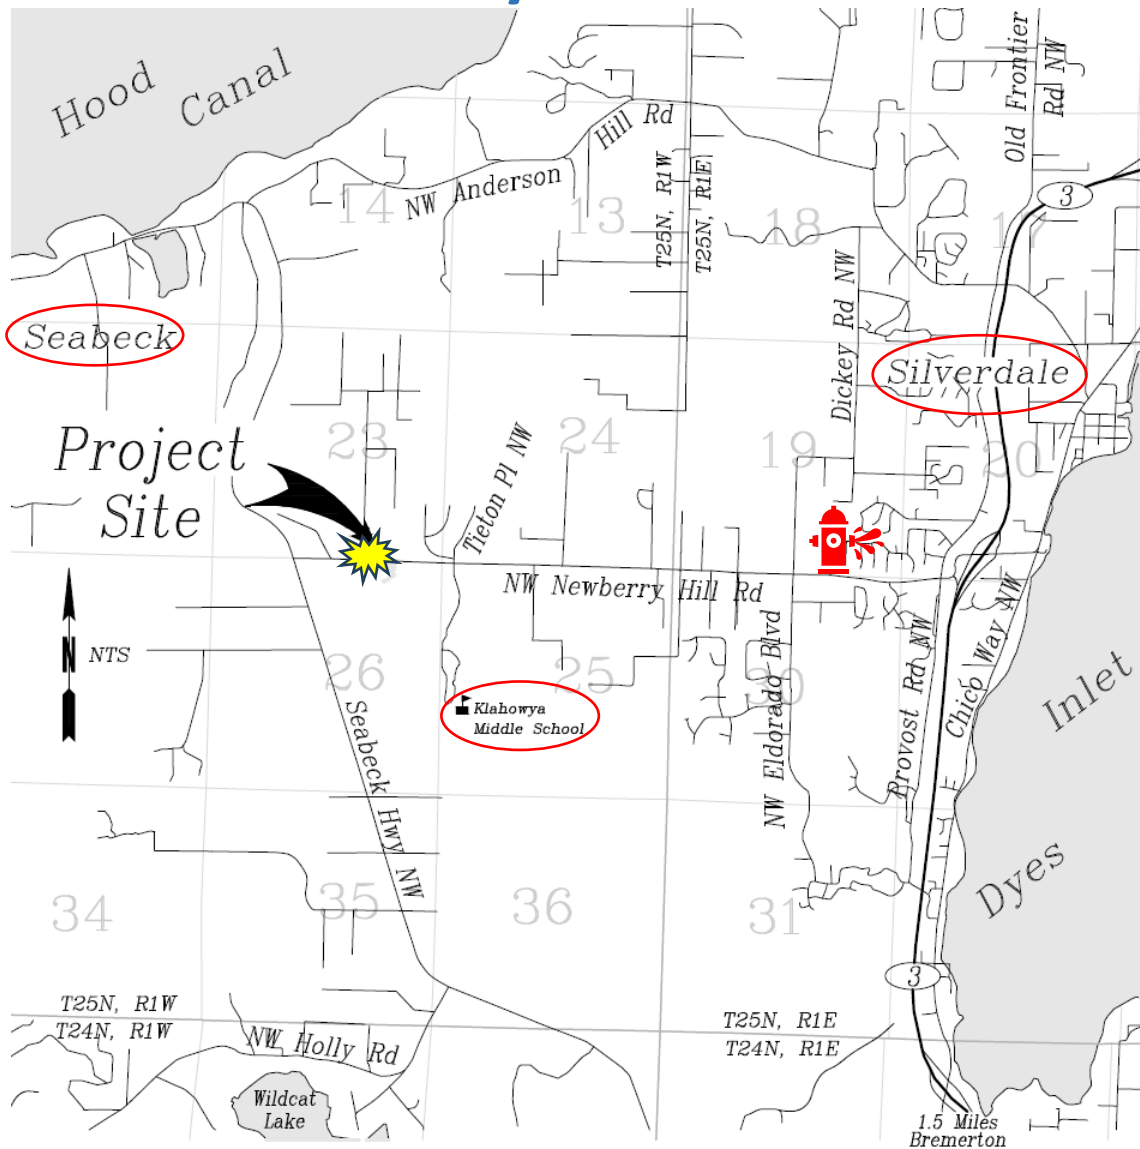 Hood
Canal
Old Frontier
Rd NW
Hill Rd
NW Anderson
T25N, R1W
T25N, R1E
3
14
13
18
17
Dickey Rd NW
Seabeck
Silverdale
Project
Site
23
24
19
20
Tieton Pl NW
NW Newberry Hill Rd
N
NTS
26
25
30
Klahowya
Middle School
Seabeck Hwy NW
NW Eldorado Blvd
Provost Rd NW
Chico Way NW
Dyes
Inlet
34
35
36
31
3
T25N, R1W
T24N, R1W
NW Holly Rd
T25N, R1E
T24N, R1E
Wildcat
Lake
1.5 Miles
Bremerton